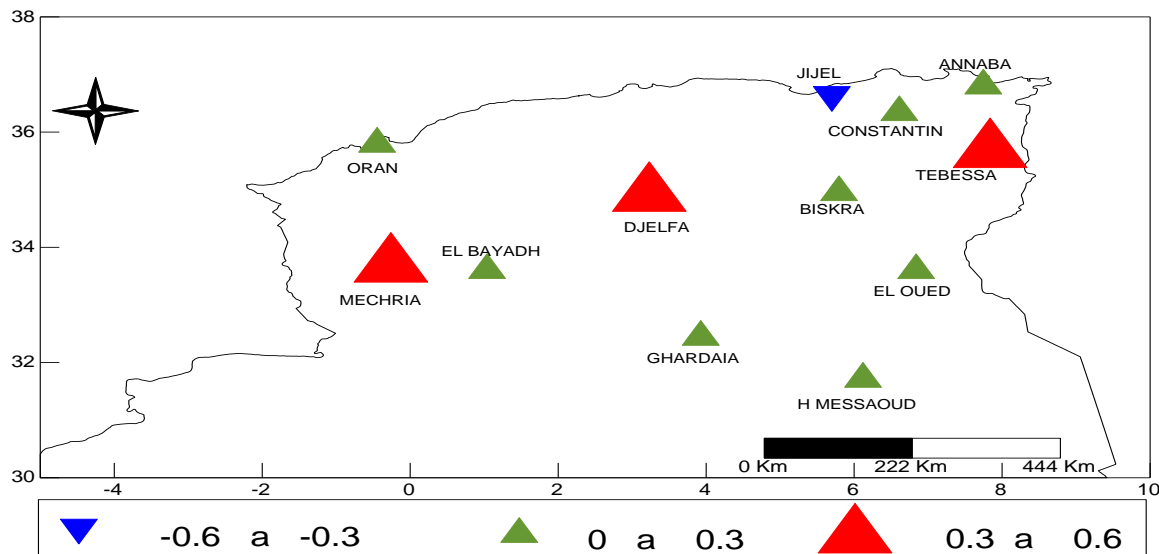 38
ANNABA
JIJEL
CONSTANTIN
36
ORAN
TEBESSA
BISKRA
DJELFA
34
EL BAYADH
MECHRIA
EL OUED
32
GHARDAIA
H MESSAOUD
0 Km 222 Km 444 Km
30
-4 -2 0 2 4 6 8 10
-0.6 a -0.3 0 a 0.3 0.3 a 0.6